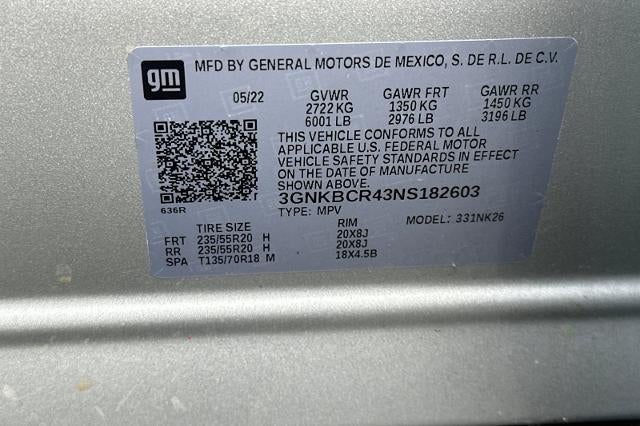 gm
MFD BY GENERAL MOTORS DE MEXICO, S. DE R.L. DE C.V.
05/22 GVWR GAWR FRT GAWR RR
2722 KG 1350 KG 1450 KG
6001 LB 2976 LB 3196 LB
THIS VEHICLE CONFORMS TO ALL
APPLICABLE U.S. FEDERAL MOTOR
VEHICLE SAFETY STANDARDS IN EFFECT
ON THE DATE OF MANUFACTURE
SHOWN ABOVE.
3GNKBCR43NS182603
636R
TYPE: MPV MODEL: 331NK26
TIRE SIZE RIM
FRT 235/55R20 H 20X8J
RR 235/55R20 H 20X8J
SPA T135/70R18 M 18X4.5B